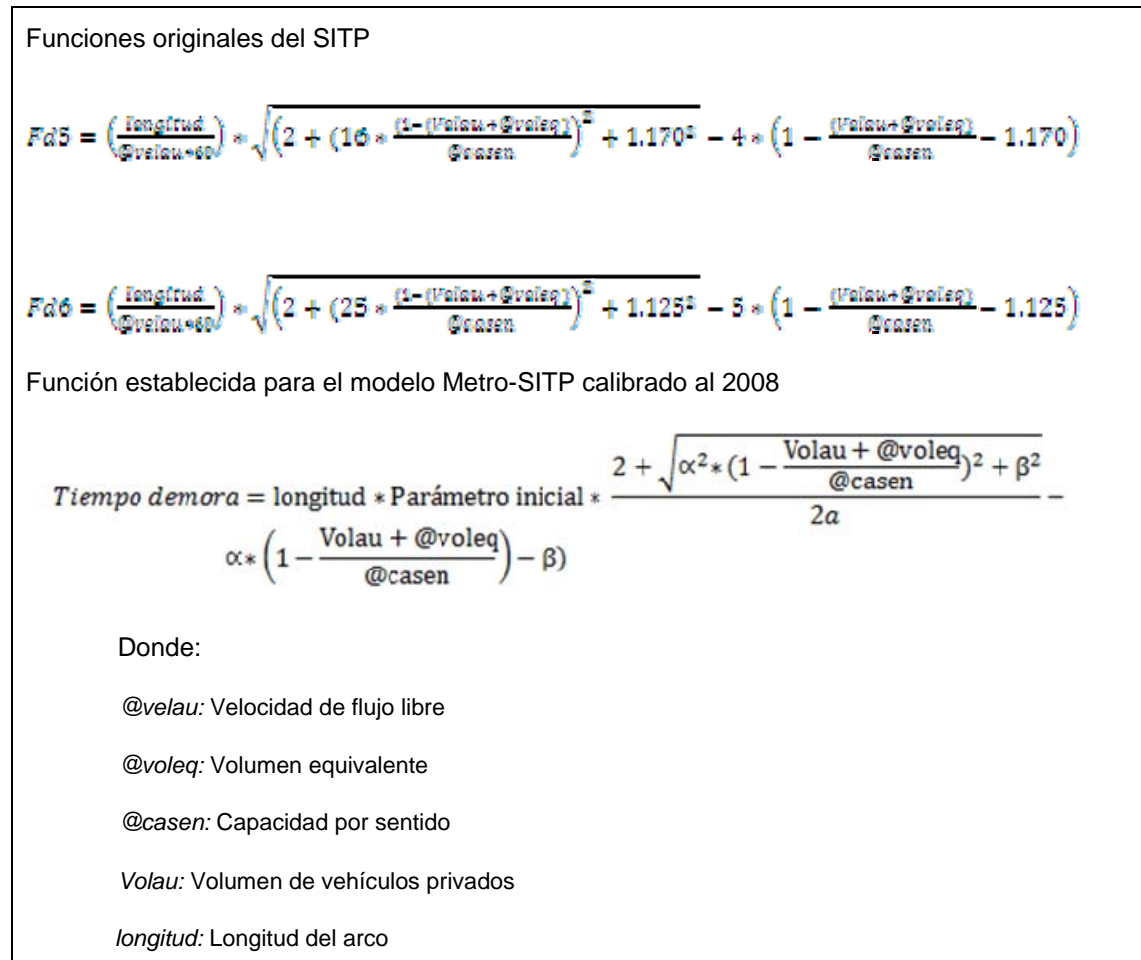 Funciones originales del SITP
Fd5 = (longitud / @velau*60) * √((2 + (16 * (1-(Volau+@voleq)) / @casen)² + 1.170²) - 4 * (1 - (Volau+@voleq) / @casen - 1.170)
Fd6 = (longitud / @velau*60) * √((2 + (25 * (1-(Volau+@voleq)) / @casen)² + 1.125²) - 5 * (1 - (Volau+@voleq) / @casen - 1.125)
Función establecida para el modelo Metro-SITP calibrado al 2008
Tiempo demora = longitud * Parámetro inicial * (2 + √(α² * (1 - (Volau + @voleq) / @casen)² + β²)) / 2a −
α* (1 − (Volau + @voleq) / @casen) − β)
Donde:
@velau: Velocidad de flujo libre
@voleq: Volumen equivalente
@casen: Capacidad por sentido
Volau: Volumen de vehículos privados
longitud: Longitud del arco